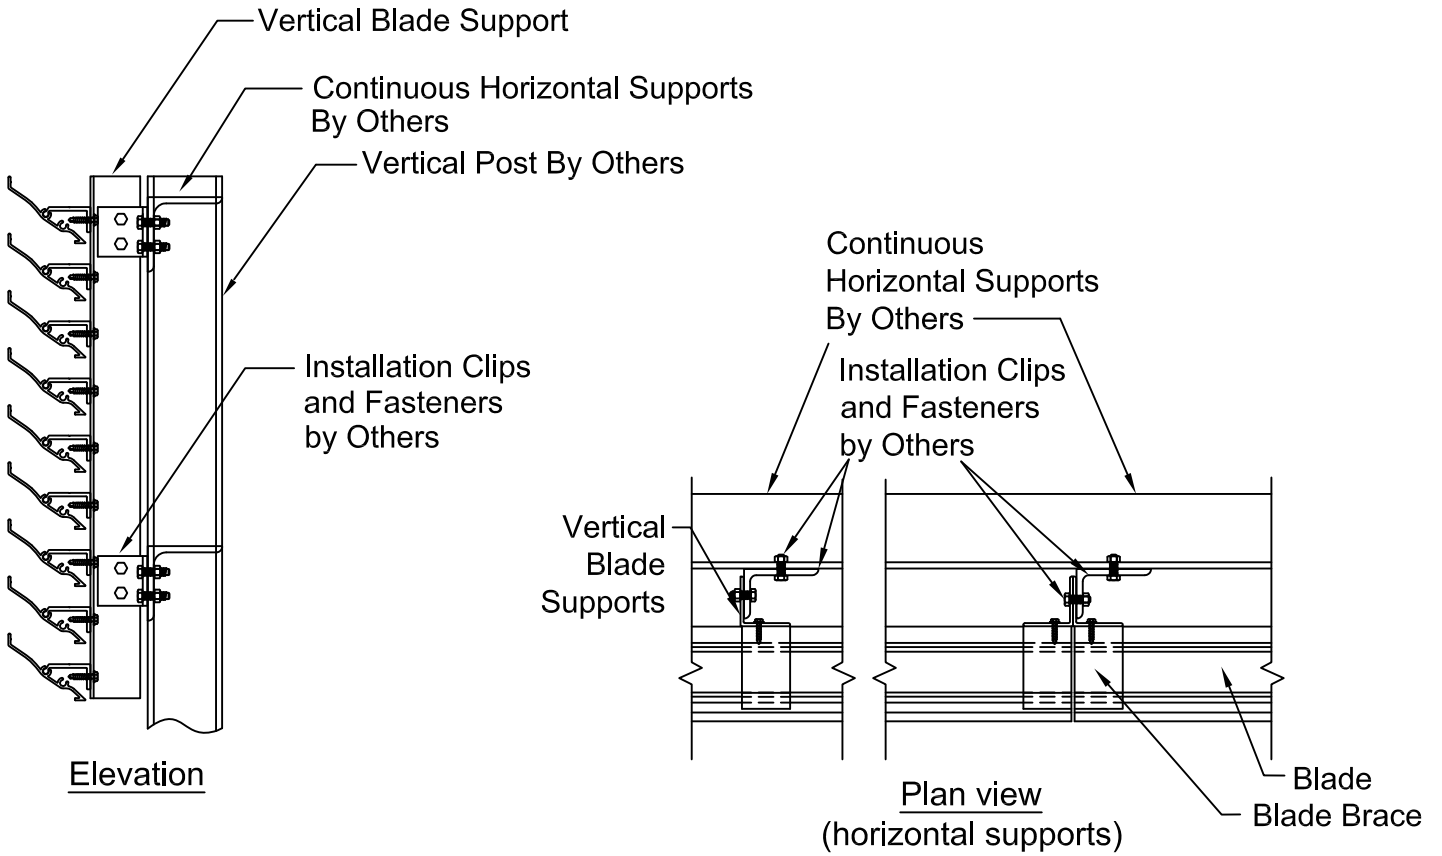 Vertical Blade Support
Continuous Horizontal Supports
By Others
Vertical Post By Others
Installation Clips
and Fasteners
by Others
Elevation
Continuous
Horizontal Supports
By Others
Installation Clips
and Fasteners
by Others
Vertical
Blade
Supports
Blade
Blade Brace
Plan view
(horizontal supports)